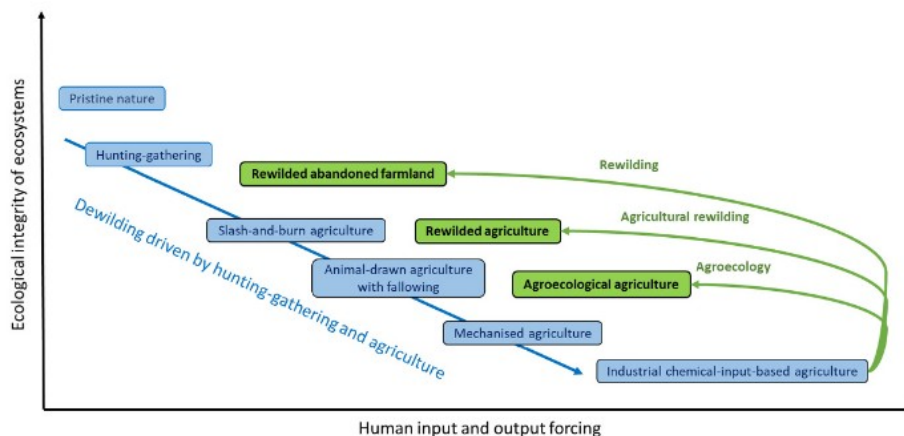 Ecological integrity of ecosystems
Pristine nature
Hunting-gathering
Rewilded abandoned farmland
Rewilding
Dewilding driven by hunting-gathering and agriculture
Slash-and-burn agriculture
Rewilded agriculture
Agricultural rewilding
Animal-drawn agriculture
with fallowing
Agroecological agriculture
Agroecology
Mechanised agriculture
Industrial chemical-input-based agriculture
Human input and output forcing